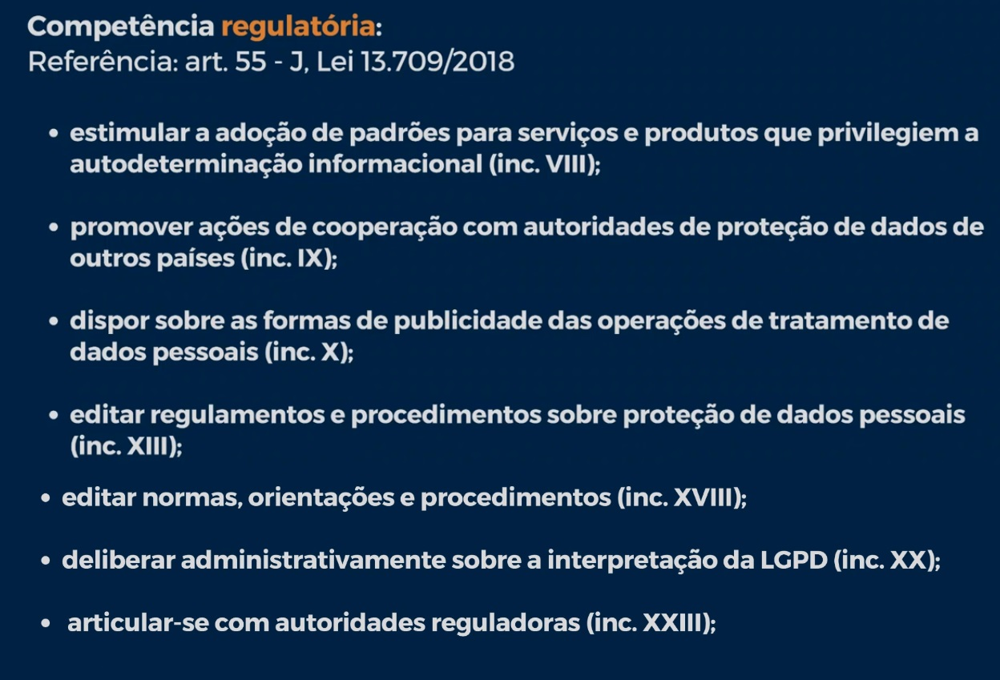 Competência regulatória:
Referência: art. 55 - J, Lei 13.709/2018
• estimular a adoção de padrões para serviços e produtos que privilegiem a
autodeterminação informacional (inc. VIII);
• promover ações de cooperação com autoridades de proteção de dados de
outros países (inc. IX);
• dispor sobre as formas de publicidade das operações de tratamento de
dados pessoais (inc. X);
• editar regulamentos e procedimentos sobre proteção de dados pessoais
(inc. XIII);
• editar normas, orientações e procedimentos (inc. XVIII);
• deliberar administrativamente sobre a interpretação da LGPD (inc. XX);
• articular-se com autoridades reguladoras (inc. XXIII);